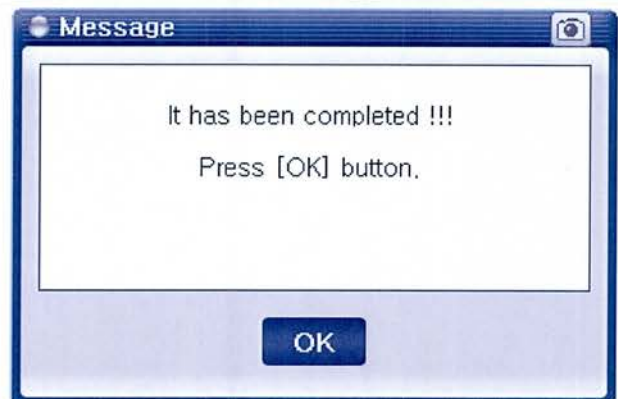 Message
It has been completed !!!
Press [OK] button.
OK